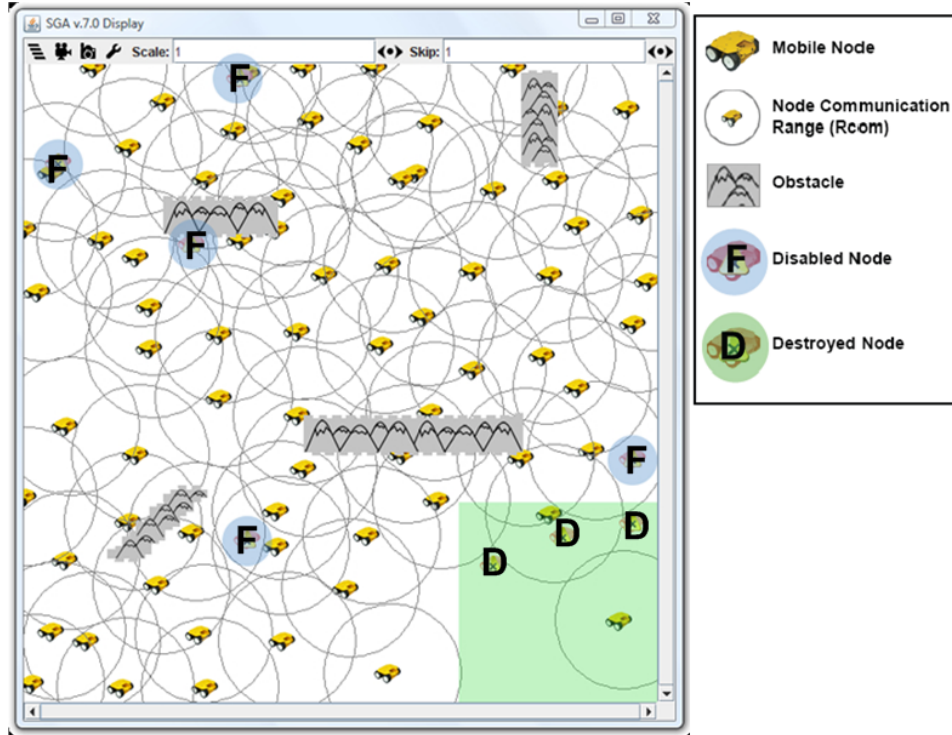 SGA v.7.0 Display
Scale: 1 Skip: 1
F
F
F
F
F
D
D
D
Mobile Node
Node Communication
Range (Rcom)
Obstacle
F
Disabled Node
D
Destroyed Node